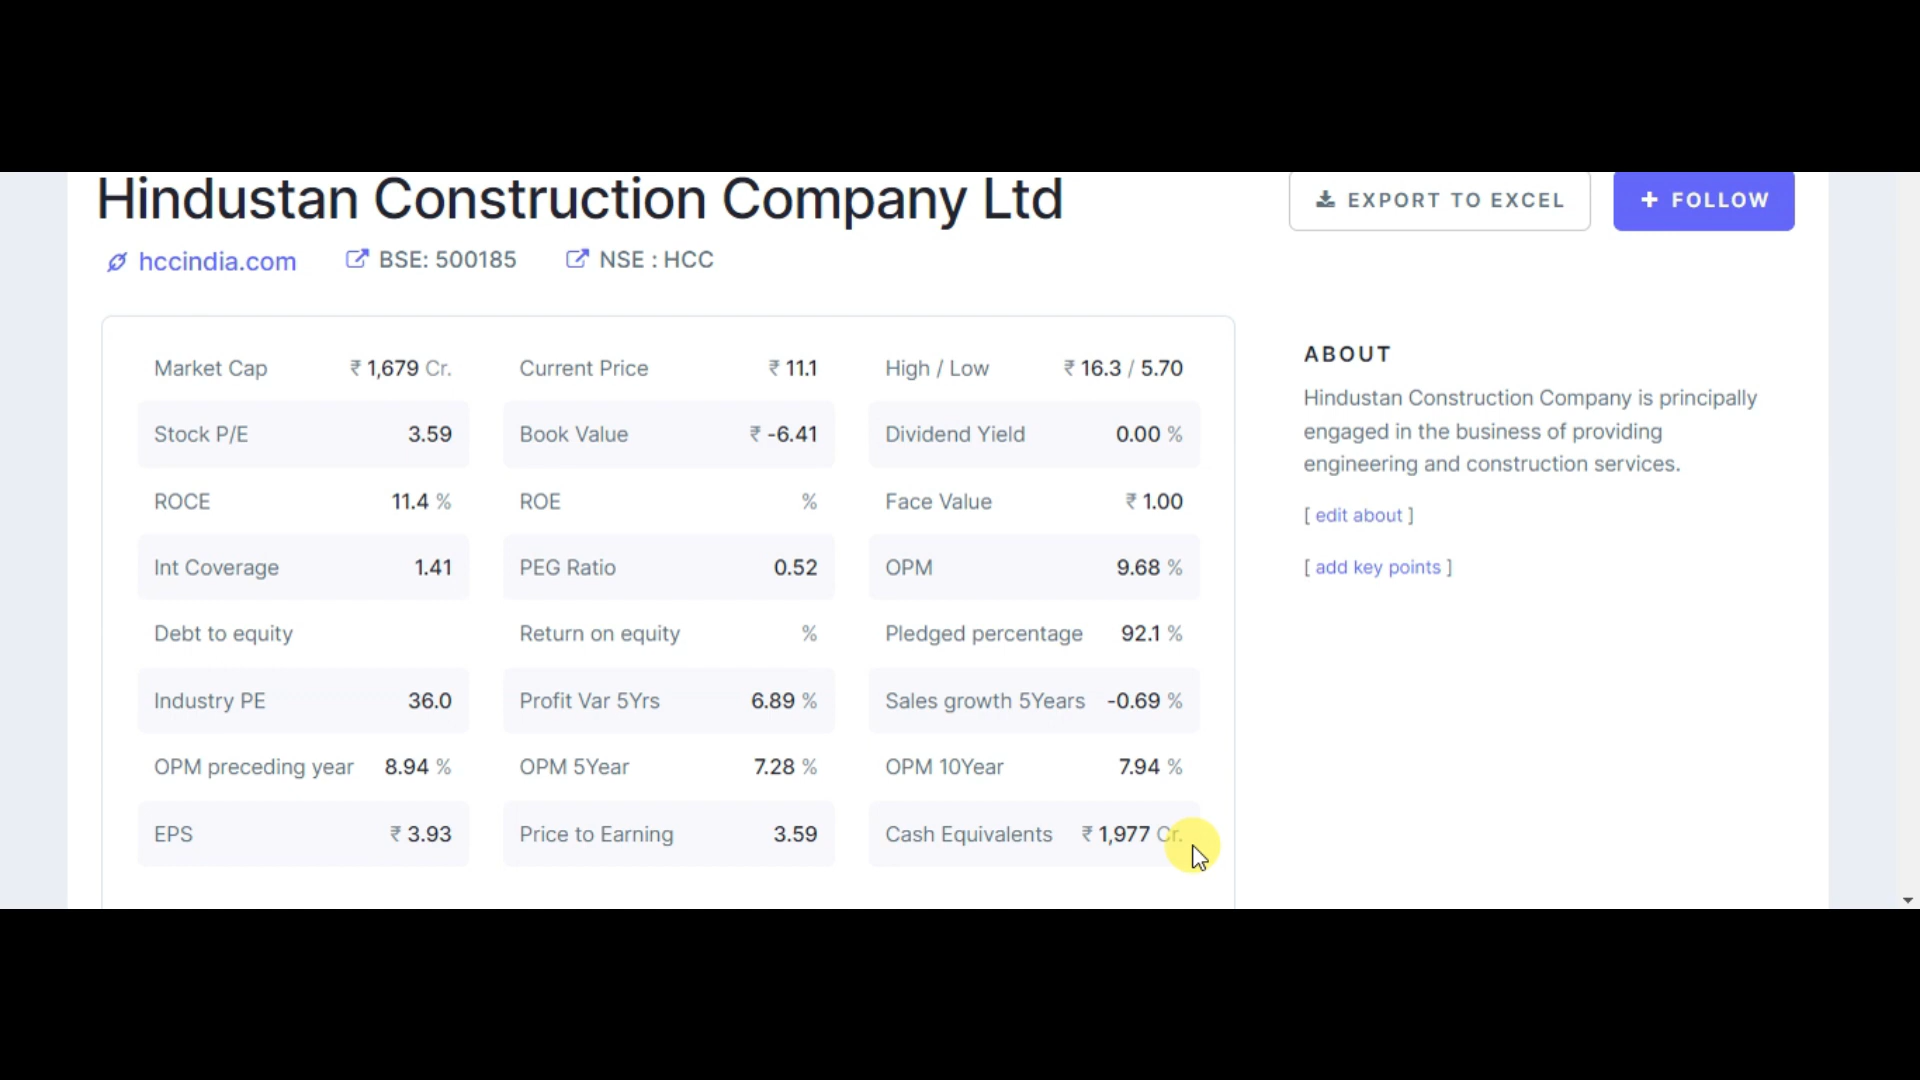 Hindustan Construction Company Ltd
EXPORT TO EXCEL
+ FOLLOW
hccindia.com BSE: 500185 NSE : HCC
Market Cap ₹ 1,679 Cr. Current Price ₹ 11.1 High / Low ₹ 16.3 / 5.70
Stock P/E 3.59 Book Value ₹ -6.41 Dividend Yield 0.00 %
ROCE 11.4 % ROE % Face Value ₹ 1.00
Int Coverage 1.41 PEG Ratio 0.52 OPM 9.68 %
Debt to equity Return on equity % Pledged percentage 92.1 %
Industry PE 36.0 Profit Var 5Yrs 6.89 % Sales growth 5Years -0.69 %
OPM preceding year 8.94 % OPM 5Year 7.28 % OPM 10Year 7.94 %
EPS ₹ 3.93 Price to Earning 3.59 Cash Equivalents ₹ 1,977 Cr.
ABOUT
Hindustan Construction Company is principally
engaged in the business of providing
engineering and construction services.
[ edit about ]
[ add key points ]